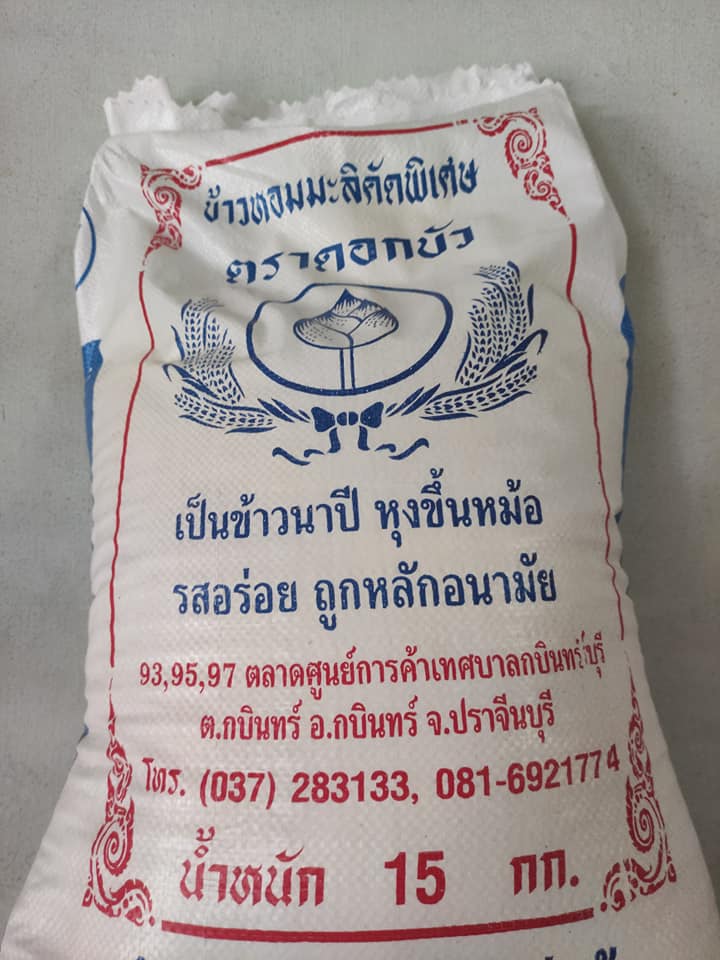 ข้าวหอมมะลิคัดพิเศษ
ตราดอกบัว
เป็นข้าวนาปี หุงขึ้นหม้อ
รสอร่อย ถูกหลักอนามัย
93,95,97 ตลาดศูนย์การค้าเทศบาลกบินทร์บุรี
ต.กบินทร์ อ.กบินทร์ จ.ปราจีนบุรี
โทร. (037) 283133, 081-6921774
น้ำหนัก 15 กก.